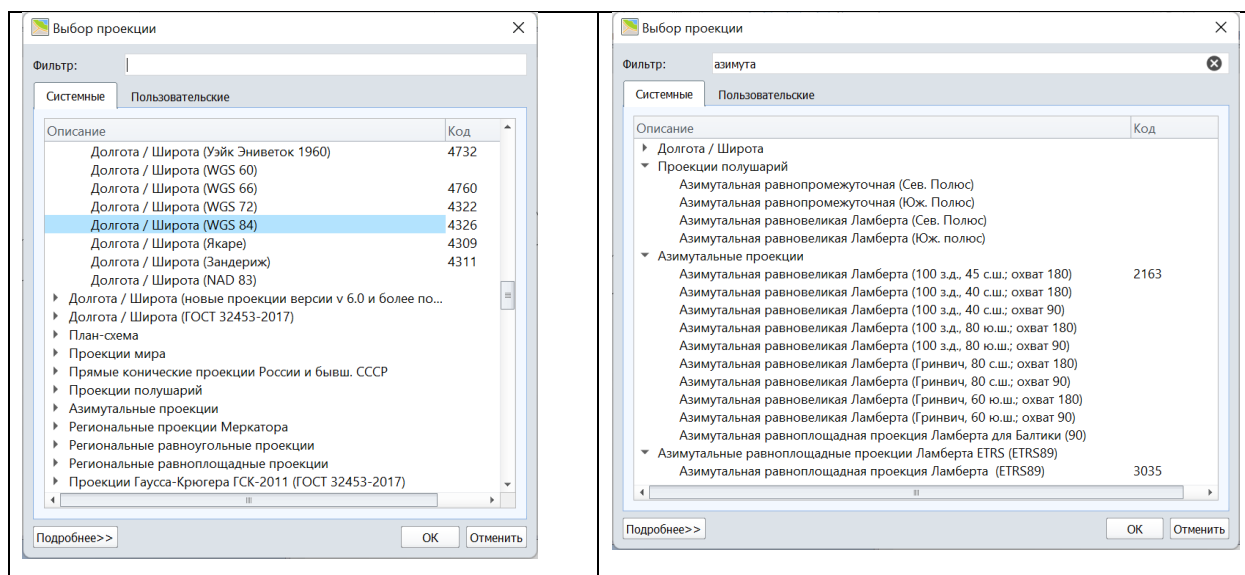 Выбор проекции
Фильтр:
Системные Пользовательские
Описание Код
Долгота / Широта (Уэйк Эниветок 1960) 4732
Долгота / Широта (WGS 60)
Долгота / Широта (WGS 66) 4760
Долгота / Широта (WGS 72) 4322
Долгота / Широта (WGS 84) 4326
Долгота / Широта (Якаре) 4309
Долгота / Широта (Зандериж) 4311
Долгота / Широта (NAD 83)
Долгота / Широта (новые проекции версии v 6.0 и более по...
Долгота / Широта (ГОСТ 32453-2017)
План-схема
Проекции мира
Прямые конические проекции России и бывш. СССР
Проекции полушарий
Азимутальные проекции
Региональные проекции Меркатора
Региональные равноугольные проекции
Региональные равноплощадные проекции
Проекции Гаусса-Крюгера ГСК-2011 (ГОСТ 32453-2017)
Подробнее>> OK Отменить
Выбор проекции
Фильтр: азимута
Системные Пользовательские
Описание Код
Долгота / Широта
Проекции полушарий
Азимутальная равнопромежуточная (Сев. Полюс)
Азимутальная равнопромежуточная (Юж. Полюс)
Азимутальная равновеликая Ламберта (Сев. Полюс)
Азимутальная равновеликая Ламберта (Юж. полюс)
Азимутальные проекции
Азимутальная равновеликая Ламберта (100 з.д., 45 с.ш.; охват 180) 2163
Азимутальная равновеликая Ламберта (100 з.д., 40 с.ш.; охват 180)
Азимутальная равновеликая Ламберта (100 з.д., 40 с.ш.; охват 90)
Азимутальная равновеликая Ламберта (100 з.д., 80 ю.ш.; охват 180)
Азимутальная равновеликая Ламберта (100 з.д., 80 ю.ш.; охват 90)
Азимутальная равновеликая Ламберта (Гринвич, 80 с.ш.; охват 180)
Азимутальная равновеликая Ламберта (Гринвич, 80 с.ш.; охват 90)
Азимутальная равновеликая Ламберта (Гринвич, 60 ю.ш.; охват 180)
Азимутальная равновеликая Ламберта (Гринвич, 60 ю.ш.; охват 90)
Азимутальная равноплощадная проекция Ламберта для Балтики (90)
Азимутальные равноплощадные проекции Ламберта ETRS (ETRS89)
Азимутальная равноплощадная проекция Ламберта (ETRS89) 3035
Подробнее>> OK Отменить